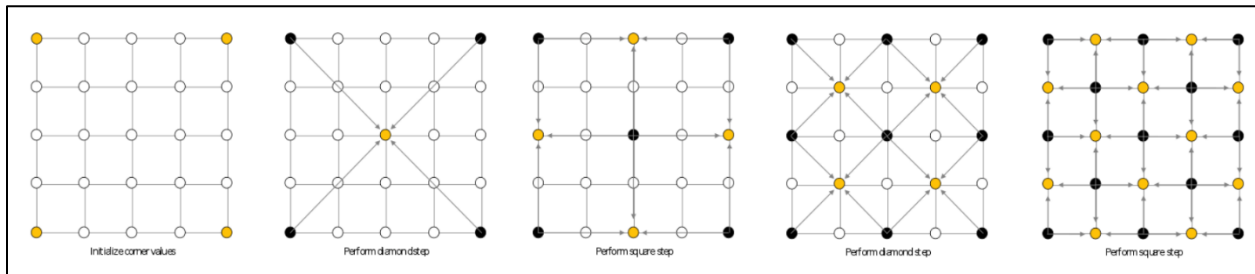 Initialize corner values
Perform diamond step
Perform square step
Perform diamond step
Perform square step